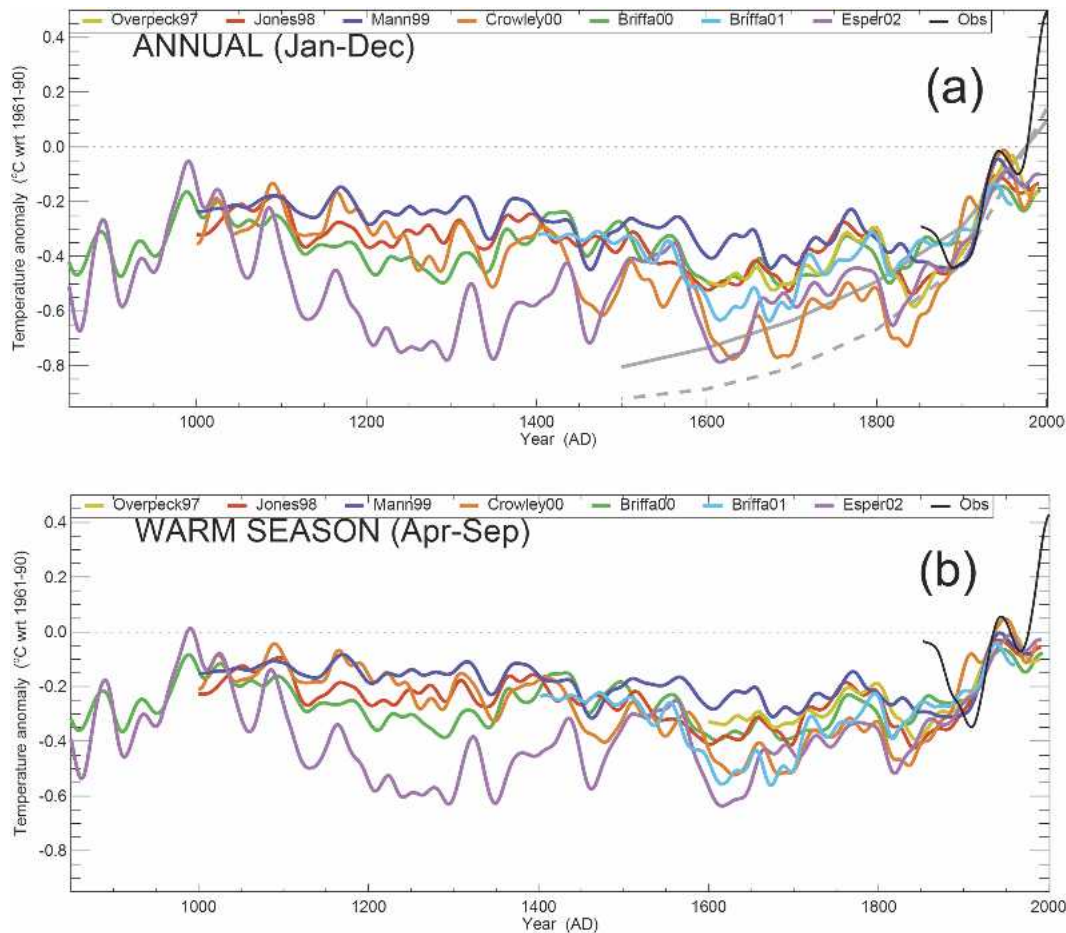 Overpeck97 Jones98 Mann99 Crowley00 Briffa00 Briffa01 Esper02 Obs
ANNUAL (Jan-Dec)
(a)
Temperature anomaly (°C wrt 1961-90)
0.4
0.2
0.0
-0.2
-0.4
-0.6
-0.8
1000 1200 1400 1600 1800 2000
Year (AD)
Overpeck97 Jones98 Mann99 Crowley00 Briffa00 Briffa01 Esper02 Obs
WARM SEASON (Apr-Sep)
(b)
Temperature anomaly (°C wrt 1961-90)
0.4
0.2
0.0
-0.2
-0.4
-0.6
-0.8
1000 1200 1400 1600 1800 2000
Year (AD)